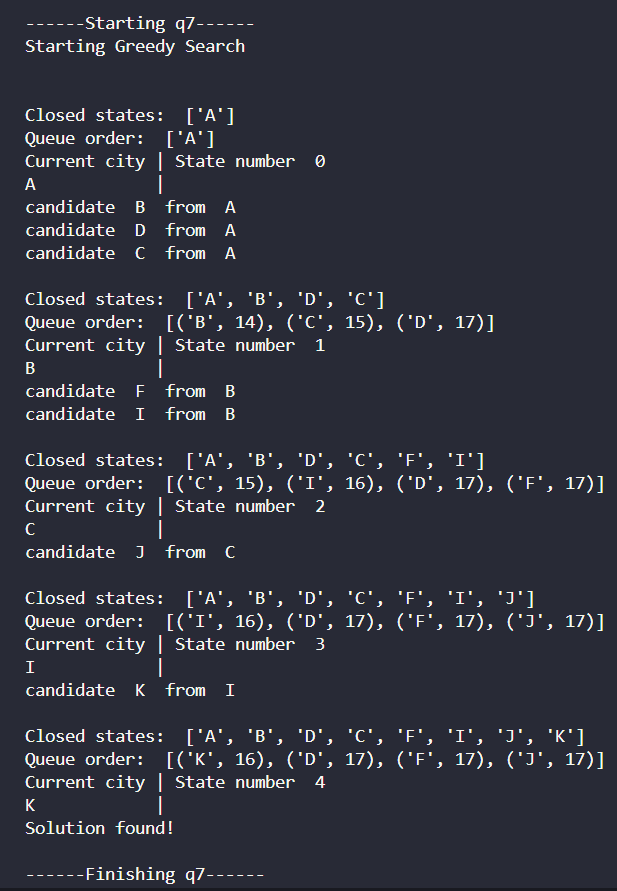 ------Starting q7------
Starting Greedy Search
Closed states:  ['A']
Queue order:  ['A']
Current city | State number  0
A            |
candidate  B  from  A
candidate  D  from  A
candidate  C  from  A
Closed states:  ['A', 'B', 'D', 'C']
Queue order:  [('B', 14), ('C', 15), ('D', 17)]
Current city | State number  1
B            |
candidate  F  from  B
candidate  I  from  B
Closed states:  ['A', 'B', 'D', 'C', 'F', 'I']
Queue order:  [('C', 15), ('I', 16), ('D', 17), ('F', 17)]
Current city | State number  2
C            |
candidate  J  from  C
Closed states:  ['A', 'B', 'D', 'C', 'F', 'I', 'J']
Queue order:  [('I', 16), ('D', 17), ('F', 17), ('J', 17)]
Current city | State number  3
I            |
candidate  K  from  I
Closed states:  ['A', 'B', 'D', 'C', 'F', 'I', 'J', 'K']
Queue order:  [('K', 16), ('D', 17), ('F', 17), ('J', 17)]
Current city | State number  4
K            |
Solution found!
------Finishing q7------